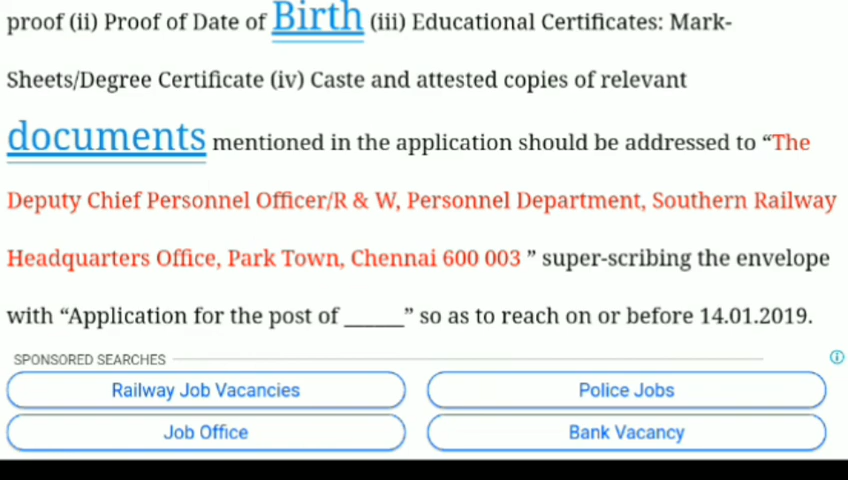 proof (ii) Proof of Date of Birth (iii) Educational Certificates: Mark-
Sheets/Degree Certificate (iv) Caste and attested copies of relevant
documents mentioned in the application should be addressed to “The
Deputy Chief Personnel Officer/R & W, Personnel Department, Southern Railway
Headquarters Office, Park Town, Chennai 600 003 ” super-scribing the envelope
with “Application for the post of ______” so as to reach on or before 14.01.2019.
SPONSORED SEARCHES
Railway Job Vacancies
Police Jobs
Job Office
Bank Vacancy